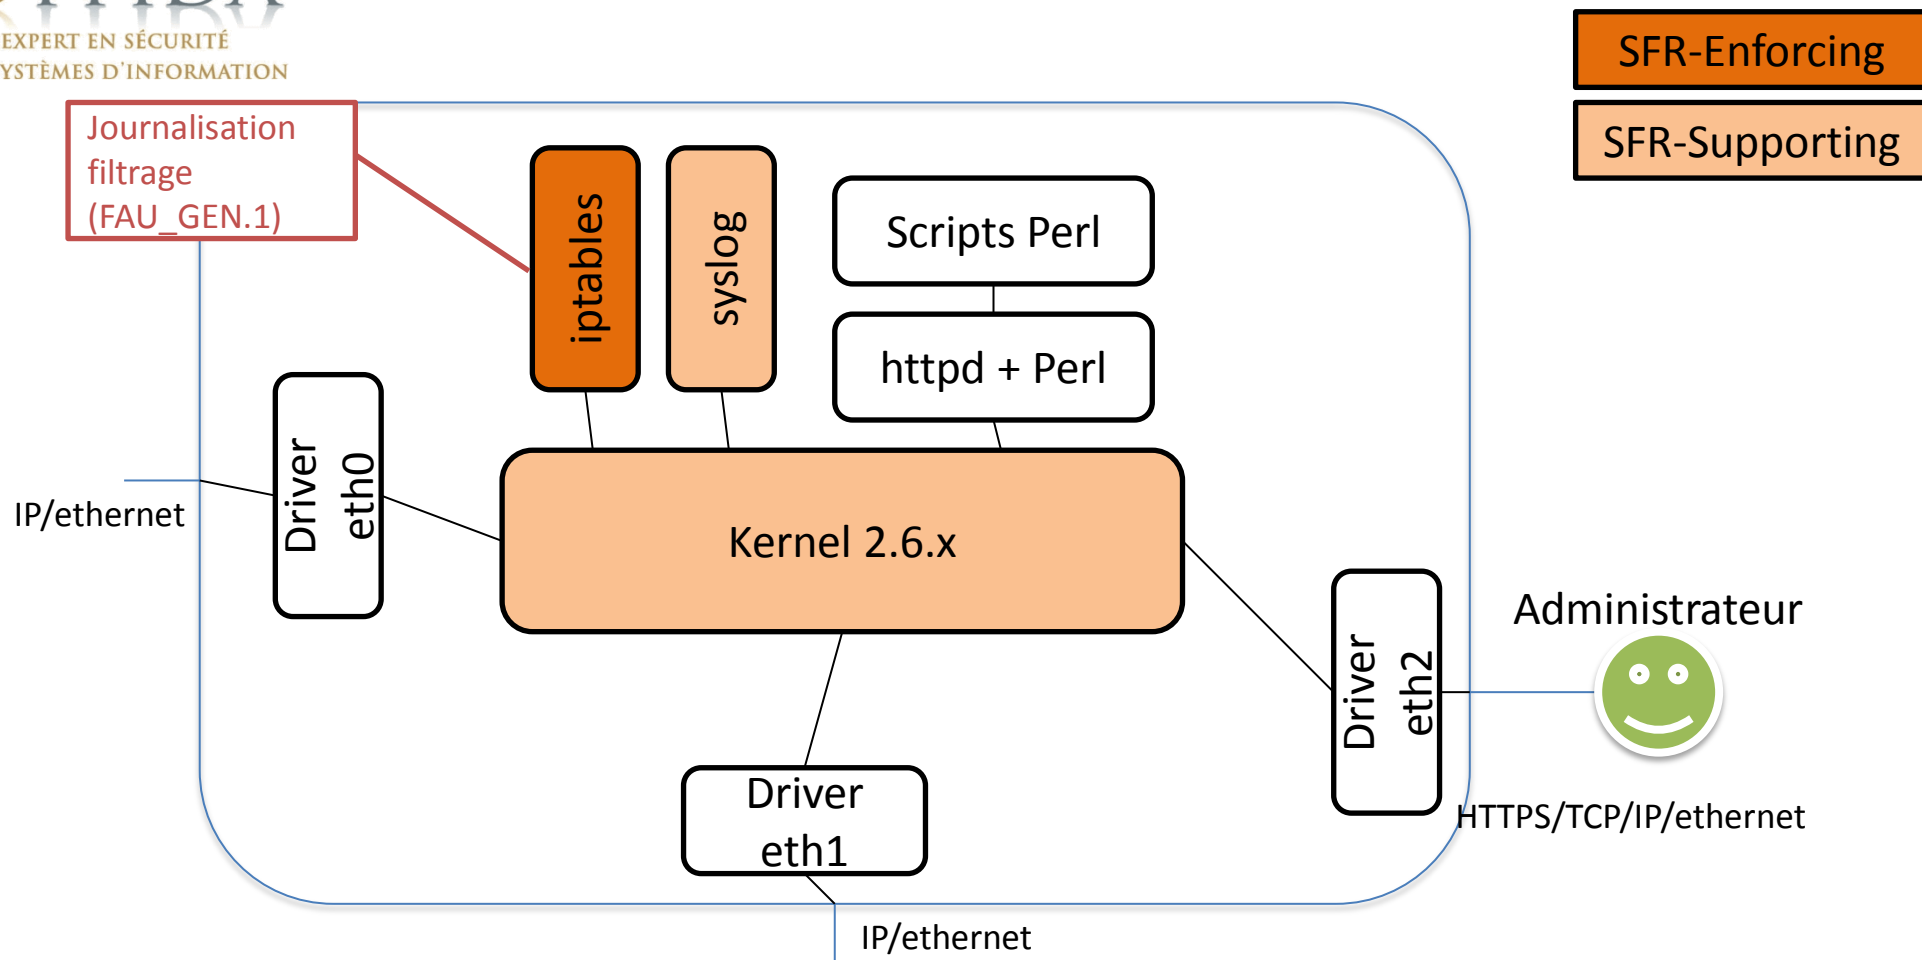 EXPERT EN SÉCURITÉ
YSTÈMES D'INFORMATION
SFR-Enforcing
SFR-Supporting
Journalisation
filtrage
(FAU_GEN.1)
iptables
syslog
Scripts Perl
httpd + Perl
Driver
eth0
IP/ethernet
Kernel 2.6.x
Administrateur
Driver
eth2
HTTPS/TCP/IP/ethernet
Driver
eth1
IP/ethernet